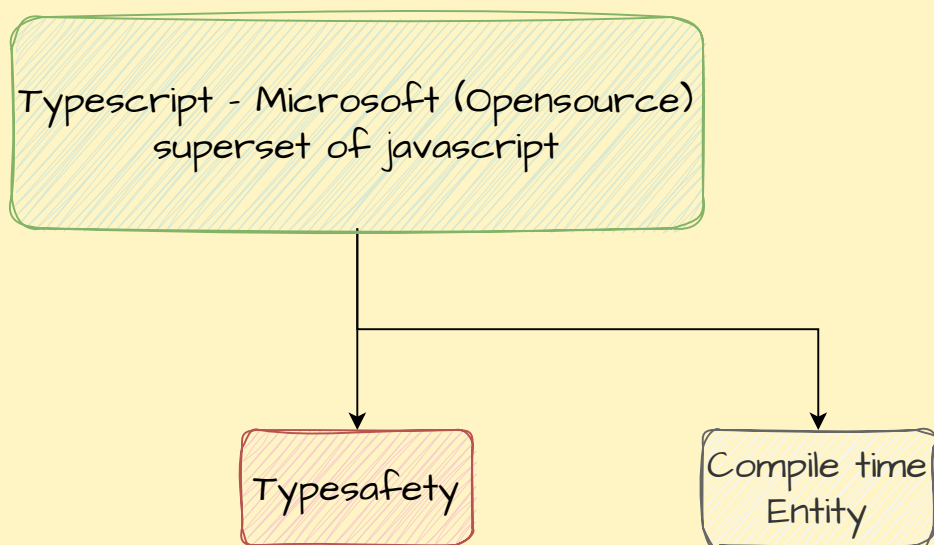 Typescript - Microsoft (Opensource)
superset of javascript
Typesafety
Compile time
Entity